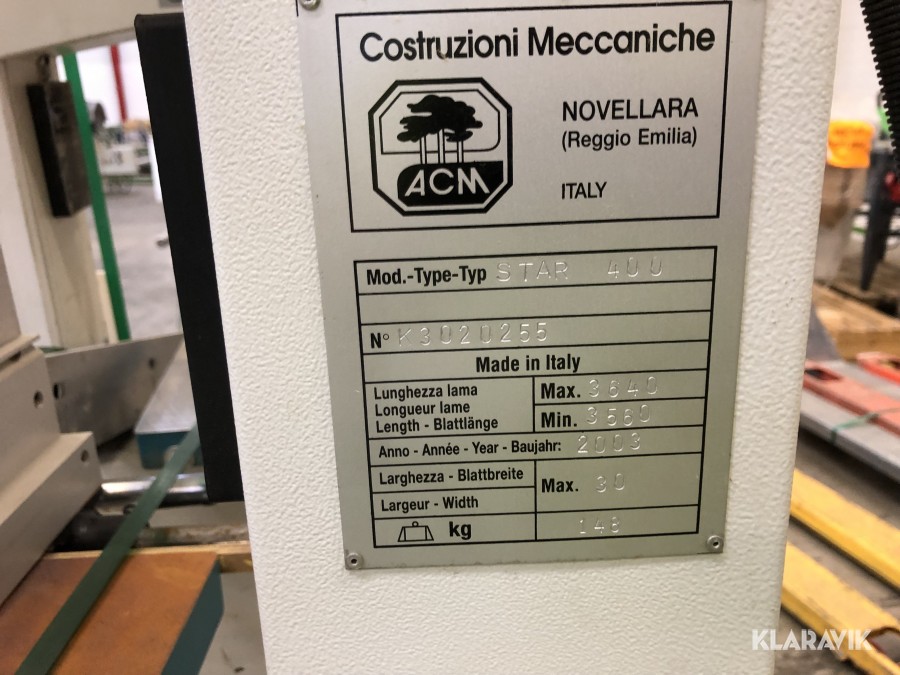 Costruzioni Meccaniche
ACM
NOVELLARA
(Reggio Emilia)
ITALY
Mod.-Type-Typ STAR 400
N° K3020255
Made in Italy
Lunghezza lama
Longueur lame
Length - Blattlänge
Max. 3640
Min. 3560
Anno - Année - Year - Baujahr: 2003
Larghezza - Blattbreite
Largeur - Width
Max. 30
kg 148
KLARAVIK